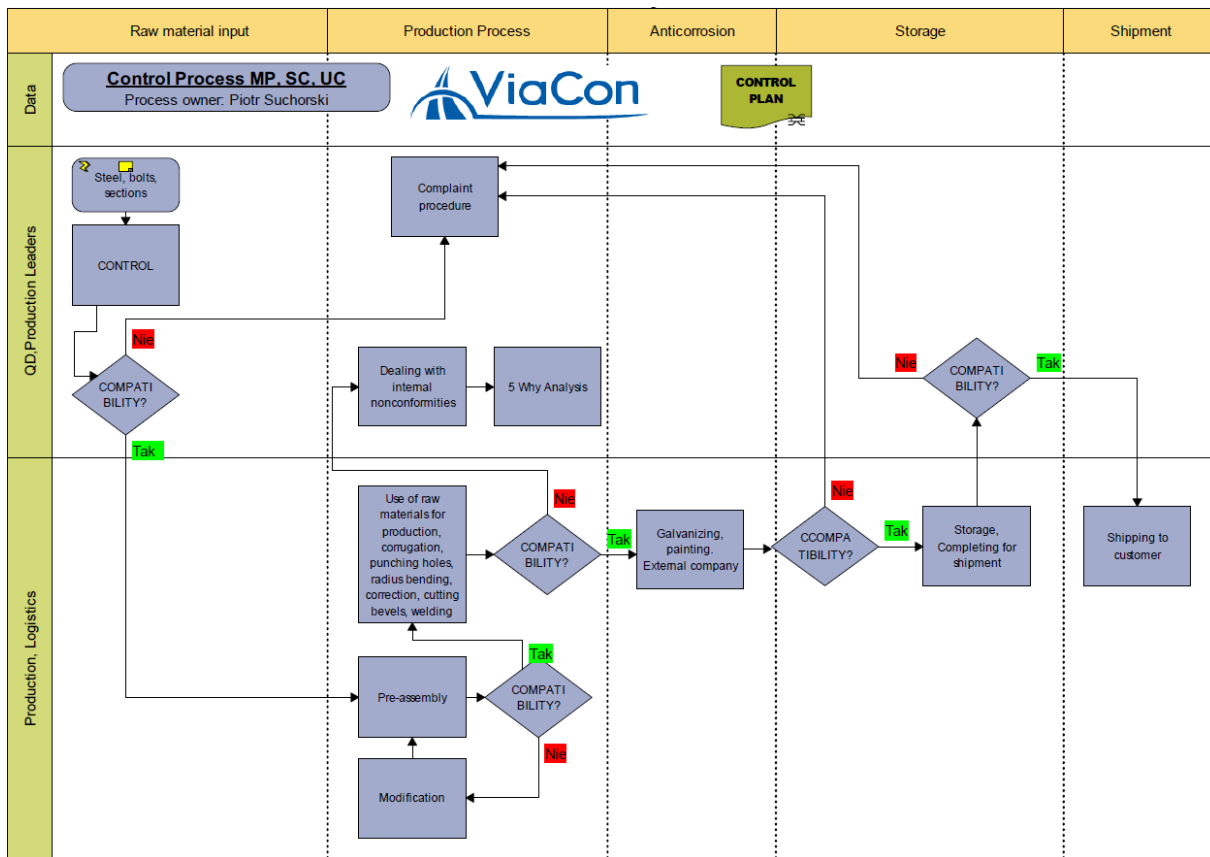 Raw material input
Production Process
Anticorrosion
Storage
Shipment
Data
Control Process MP, SC, UC
Process owner: Piotr Suchorski
ViaCon
CONTROL
PLAN
QD,Production Leaders
Steel, bolts,
sections
CONTROL
COMPATI
BILITY?
Nie
Tak
Complaint
procedure
Dealing with
internal
nonconformities
5 Why Analysis
Nie
COMPATI
BILITY?
Tak
Production, Logistics
Use of raw
materials for
production,
corrugation,
punching holes,
radius bending,
correction, cutting
bevels, welding
Nie
COMPATI
BILITY?
Tak
Galvanizing,
painting.
External company
Nie
CCOMPA
TIBILITY?
Tak
Storage,
Completing for
shipment
Shipping to
customer
Pre-assembly
Tak
COMPATI
BILITY?
Nie
Modification